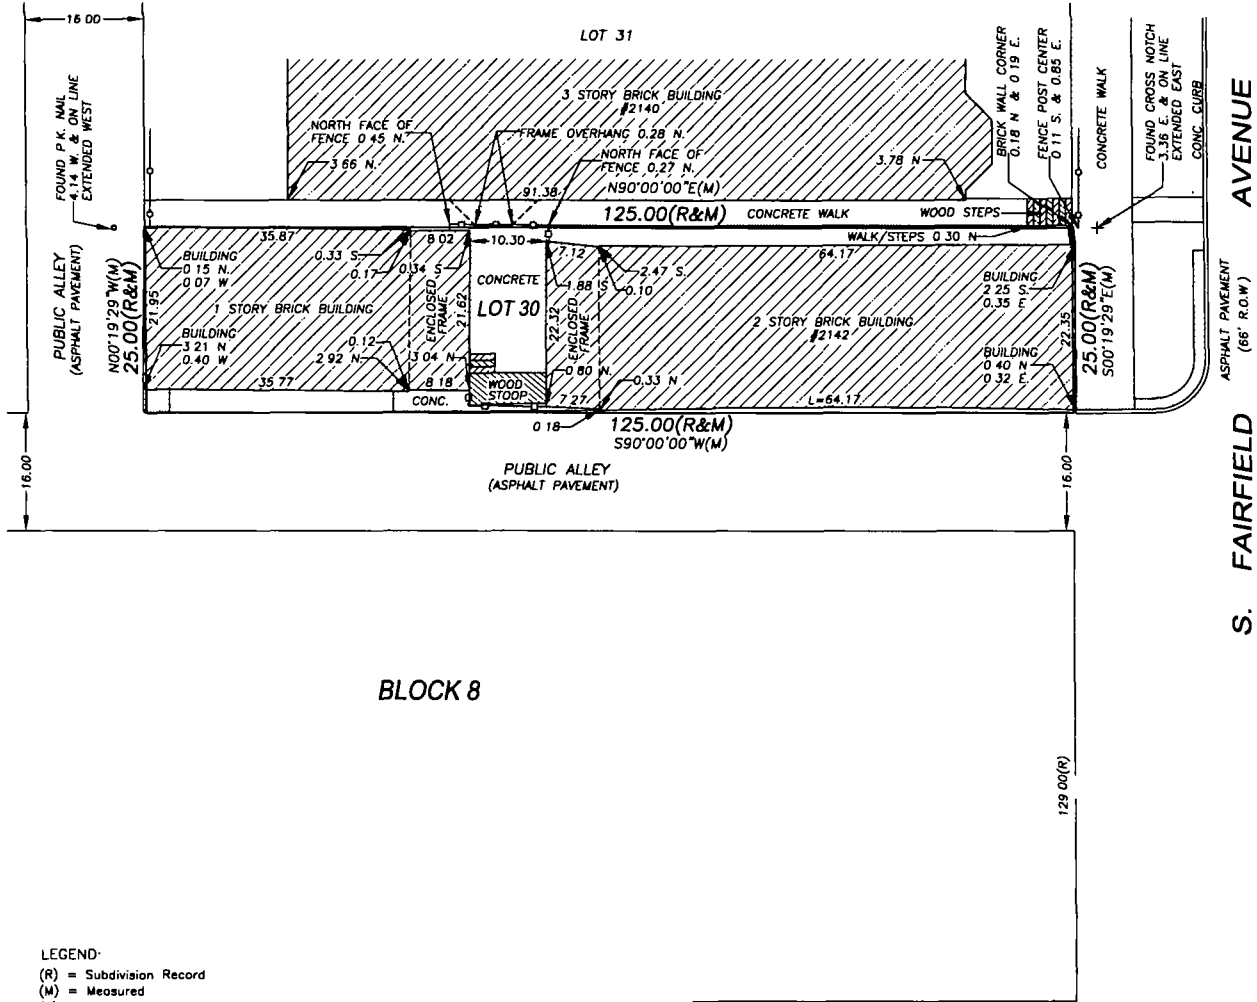 16 00
LOT 31
FOUND P.K. NAIL
4.14 W. & ON LINE
EXTENDED WEST
3 STORY BRICK BUILDING
#2140
NORTH FACE OF
FENCE 0 45 N.
FRAME OVERHANG 0.28 N.
NORTH FACE OF
FENCE 0.27 N.
3.66 N.
91.38
N90°00'00"E(M)
3.78 N
BRICK WALL CORNER
0.18 N & 0 19 E.
FENCE POST CENTER
0 11 S & 0.85 E.
CONCRETE WALK
FOUND CROSS NOTCH
3.36 E. & ON LINE
EXTENDED EAST
CONC CURB
125.00(R&M)
CONCRETE WALK
WOOD STEPS
WALK/STEPS 0 30 N
35.87
8 02
10.30
7.12
64.17
PUBLIC ALLEY
(ASPHALT PAVEMENT)
N00°19'29"W(M)
25.00(R&M)
21.95
BUILDING
0 15 N.
0.07 W
0.33 S
0.17
0.34 S
1 STORY BRICK BUILDING
BUILDING
3.21 N
0.40 W
0.12
2.92 N
35.77
ENCLOSED
FRAME
21.62
3 04 N
8 18
CONC.
CONCRETE
LOT 30
WOOD
STOOP
22.32
ENCLOSED
FRAME
1.88 S
2.47 S.
0.10
0 80 N.
0.33 N
7.27
0 18
2 STORY BRICK BUILDING
#2142
L=64.17
BUILDING
2 25 S.
0.35 E
BUILDING
0 40 N
0 32 E.
22.35
25.00(R&M)
S00°19'29"E(M)
125.00(R&M)
S90°00'00"W(M)
PUBLIC ALLEY
(ASPHALT PAVEMENT)
16.00
16.00
ASPHALT PAVEMENT
(66' R.O.W.)
S. FAIRFIELD AVENUE
BLOCK 8
129 00(R)
LEGEND·
(R) = Subdivision Record
(M) = Measured